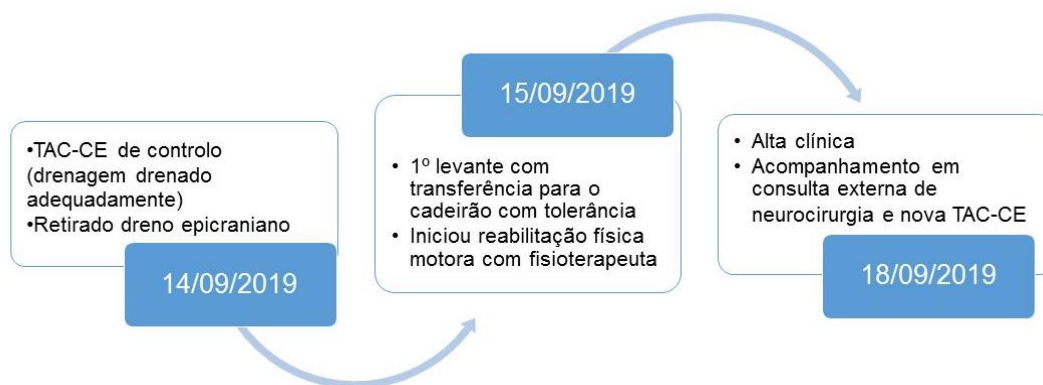 •TAC-CE de controlo
(drenagem drenado
adequadamente)
•Retirado dreno epicraniano
14/09/2019
15/09/2019
• 1º levante com
transferência para o
cadeirão com tolerância
• Iniciou reabilitação física
motora com fisioterapeuta
• Alta clínica
• Acompanhamento em
consulta externa de
neurocirurgia e nova TAC-CE
18/09/2019